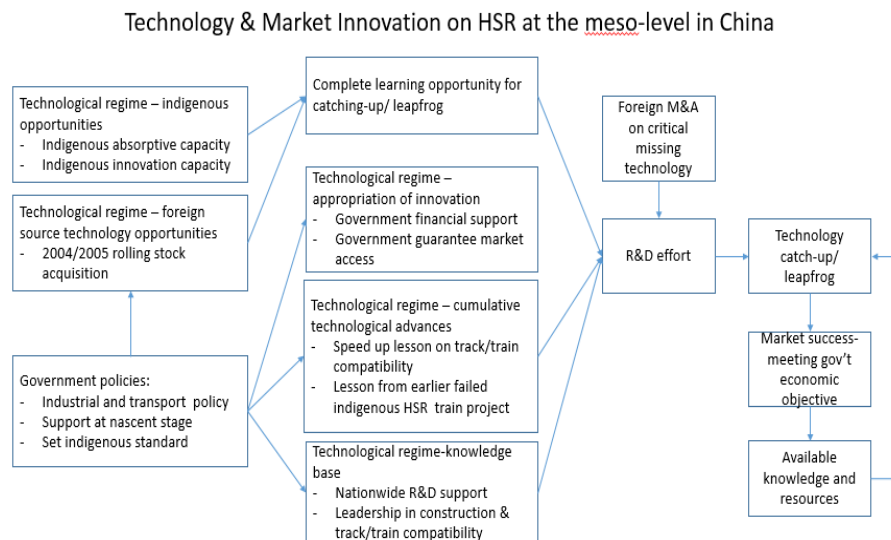 Technology & Market Innovation on HSR at the meso-level in China
Technological regime – indigenous
opportunities
- Indigenous absorptive capacity
- Indigenous innovation capacity
Technological regime – foreign
source technology opportunities
- 2004/2005 rolling stock
acquisition
Government policies:
- Industrial and transport policy
- Support at nascent stage
- Set indigenous standard
Complete learning opportunity for
catching-up/ leapfrog
Technological regime –
appropriation of innovation
- Government financial support
- Government guarantee market
access
Technological regime – cumulative
technological advances
- Speed up lesson on track/train
compatibility
- Lesson from earlier failed
indigenous HSR train project
Technological regime-knowledge
base
- Nationwide R&D support
- Leadership in construction &
track/train compatibility
Foreign M&A
on critical
missing
technology
R&D effort
Technology
catch-up/
leapfrog
Market success-
meeting gov't
economic
objective
Available
knowledge and
resources